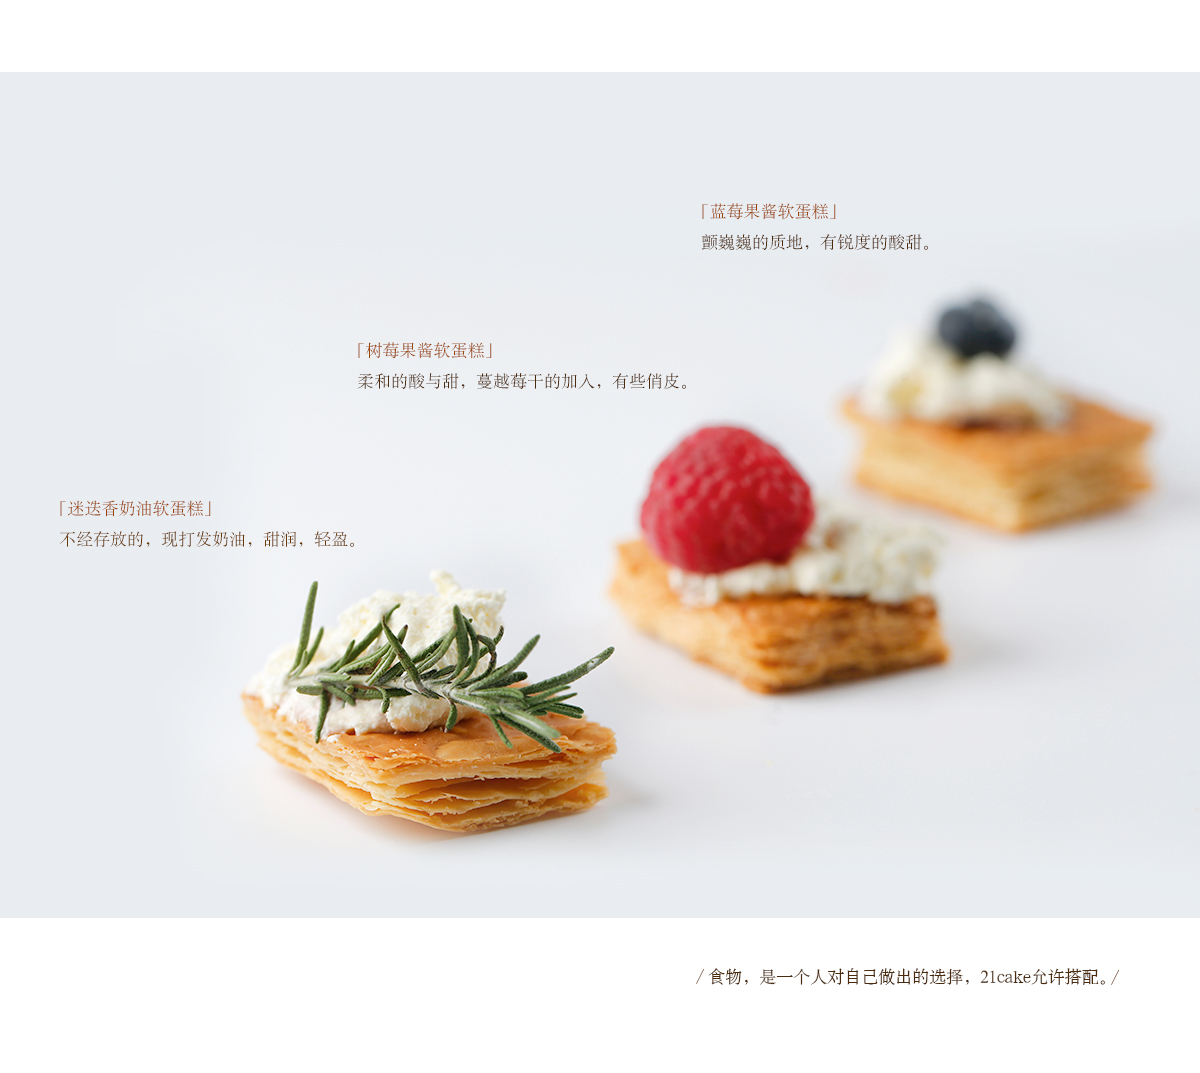 「蓝莓果酱软蛋糕」
颤巍巍的质地，有锐度的酸甜。
「树莓果酱软蛋糕」
柔和的酸与甜，蔓越莓干的加入，有些俏皮。
「迷迭香奶油软蛋糕」
不经存放的，现打发奶油，甜润，轻盈。
/ 食物，是一个人对自己做出的选择，21cake允许搭配。/